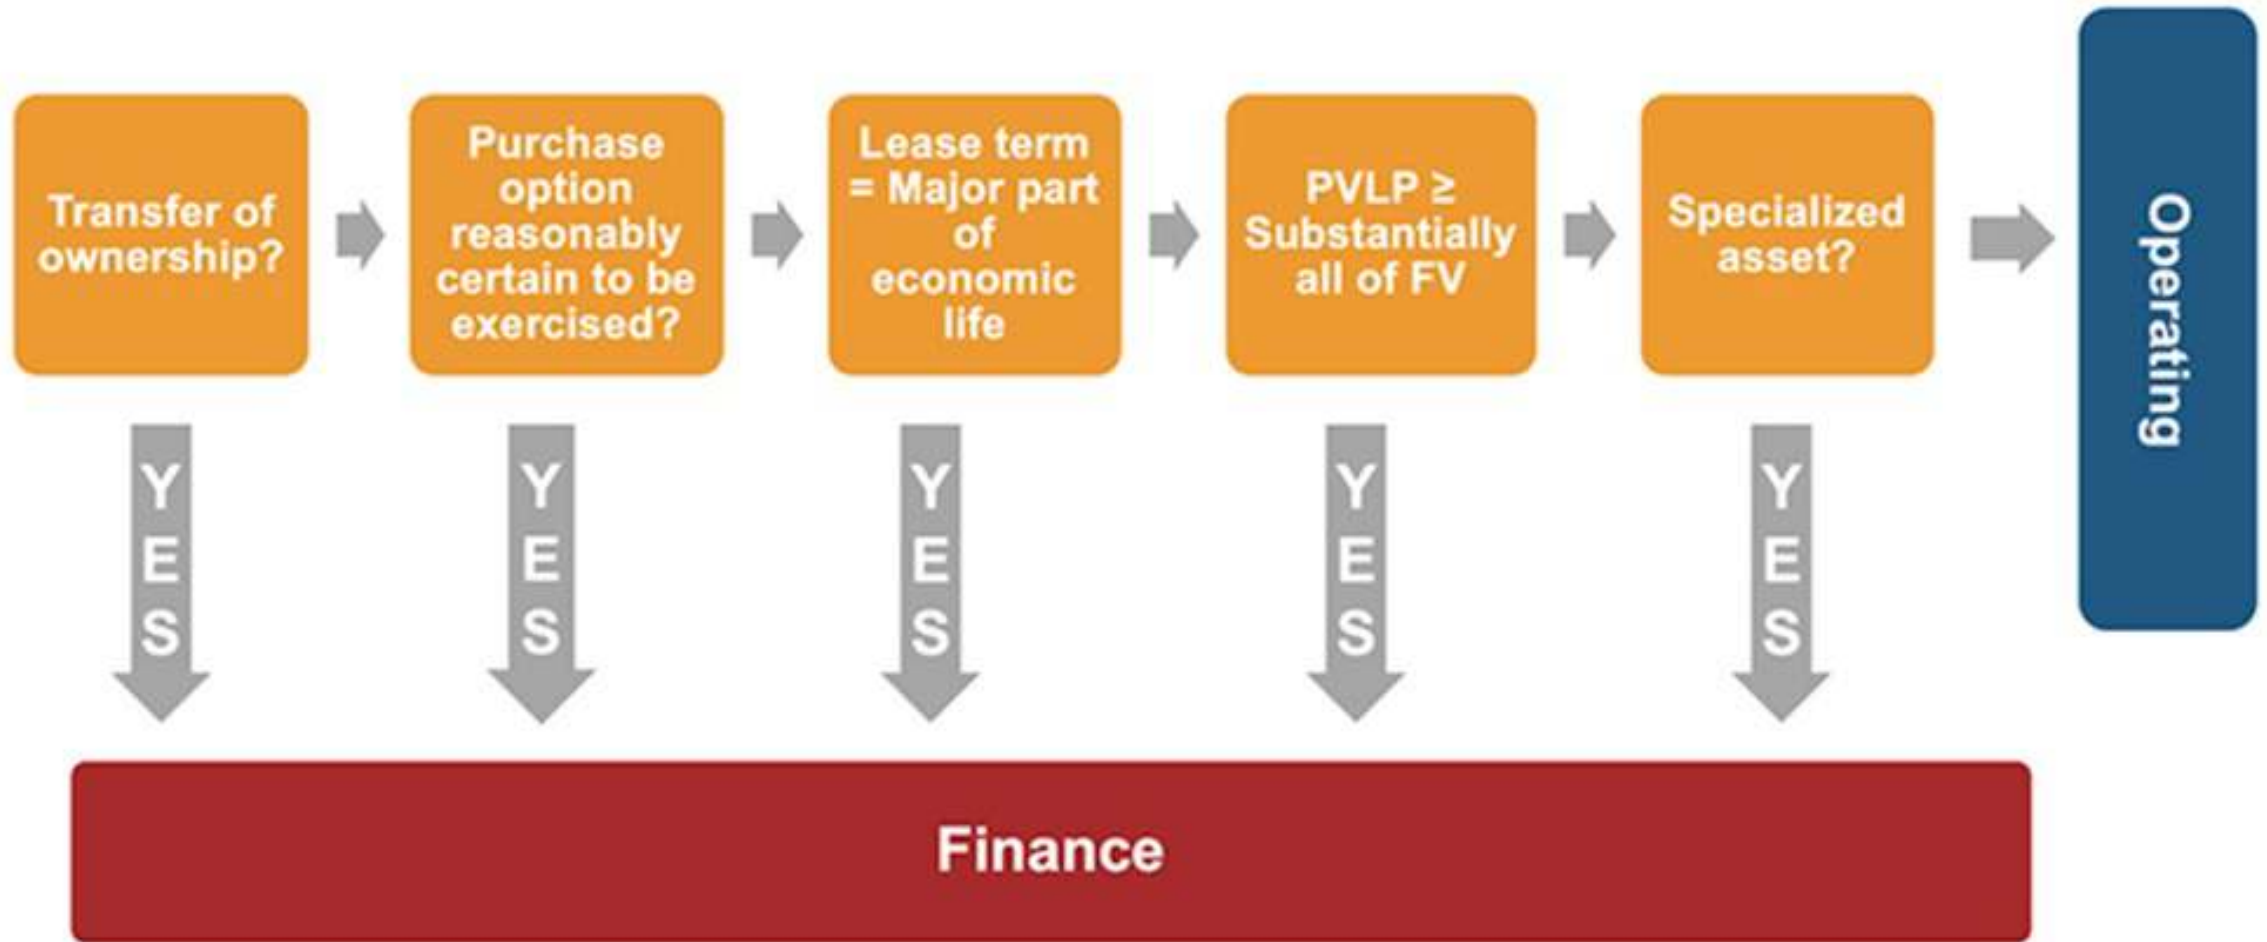 Transfer of
ownership?
Purchase
option
reasonably
certain to be
exercised?
Lease term
= Major part
of
economic
life
PVLP ≥
Substantially
all of FV
Specialized
asset?
Operating
YES
YES
YES
YES
YES
Finance